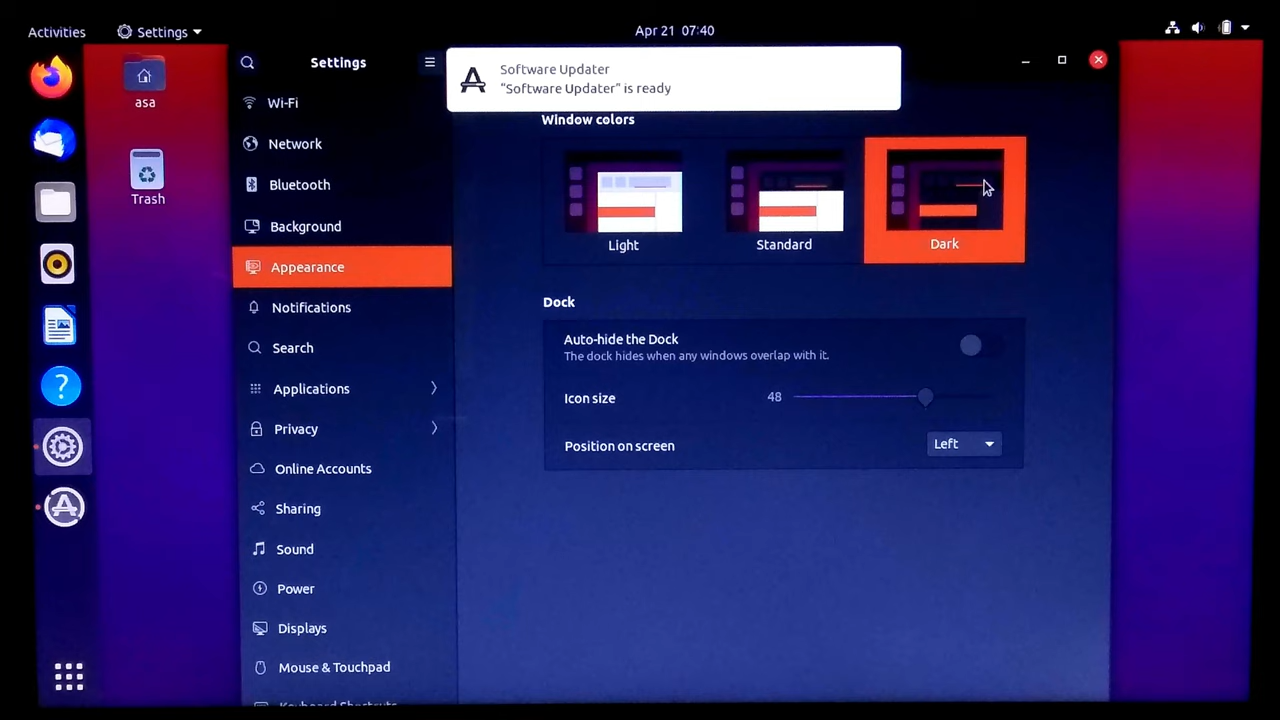 Activities
Settings
Apr 21 07:40
asa
Trash
Settings
Software Updater
“Software Updater” is ready
Wi-Fi
Network
Bluetooth
Background
Appearance
Notifications
Search
Applications
Privacy
Online Accounts
Sharing
Sound
Power
Displays
Mouse & Touchpad
Keyboard Shortcuts
Window colors
Light
Standard
Dark
Dock
Auto-hide the Dock
The dock hides when any windows overlap with it.
Icon size
48
Position on screen
Left